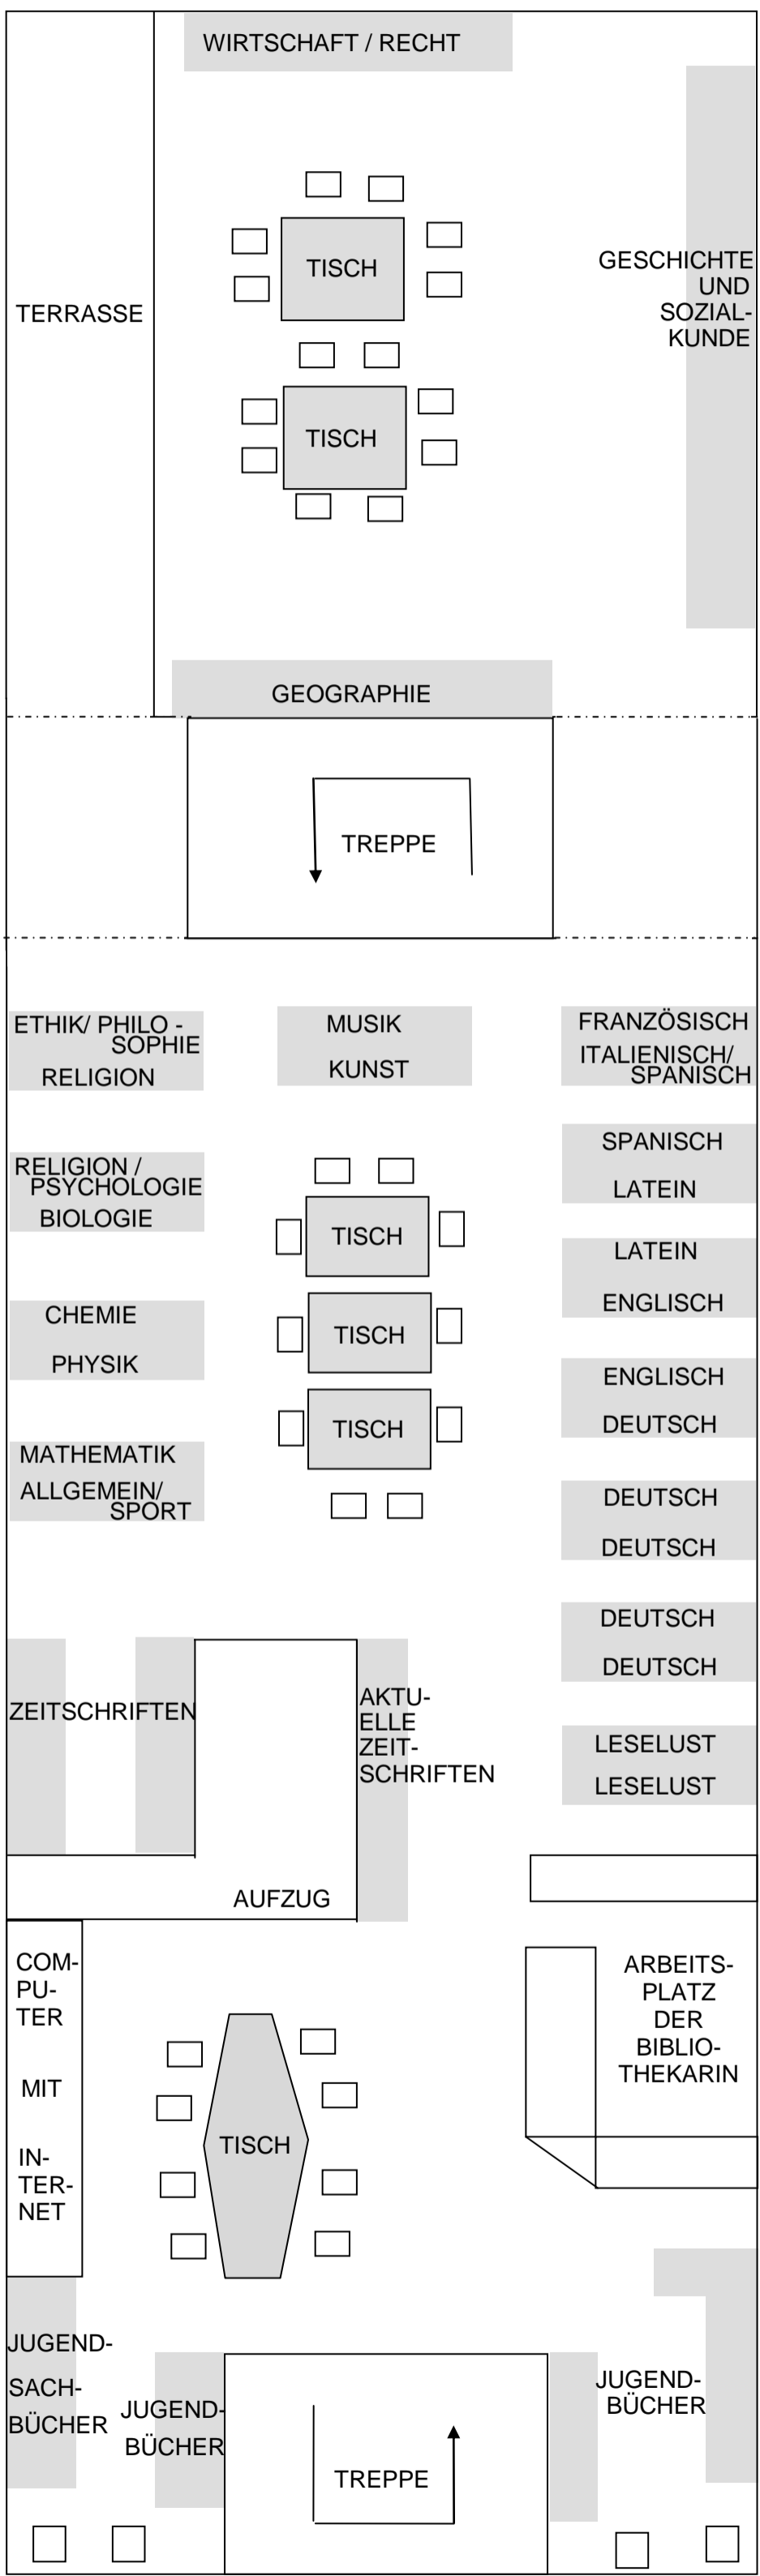 WIRTSCHAFT / RECHT
TISCH
GESCHICHTE
UND
SOZIAL-
KUNDE
TERRASSE
TISCH
GEOGRAPHIE
TREPPE
ETHIK/ PHILO -
SOPHIE
RELIGION
MUSIK
KUNST
FRANZÖSISCH
ITALIENISCH/
SPANISCH
RELIGION /
PSYCHOLOGIE
BIOLOGIE
SPANISCH
LATEIN
TISCH
LATEIN
ENGLISCH
CHEMIE
PHYSIK
TISCH
ENGLISCH
DEUTSCH
TISCH
MATHEMATIK
ALLGEMEIN/
SPORT
DEUTSCH
DEUTSCH
DEUTSCH
DEUTSCH
ZEITSCHRIFTEN
AKTU-
ELLE
ZEIT-
SCHRIFTEN
LESELUST
LESELUST
AUFZUG
COM-
PU-
TER
MIT
IN-
TER-
NET
ARBEITS-
PLATZ
DER
BIBLIO-
THEKARIN
TISCH
JUGEND-
SACH-
BÜCHER
JUGEND-
BÜCHER
JUGEND-
BÜCHER
TREPPE